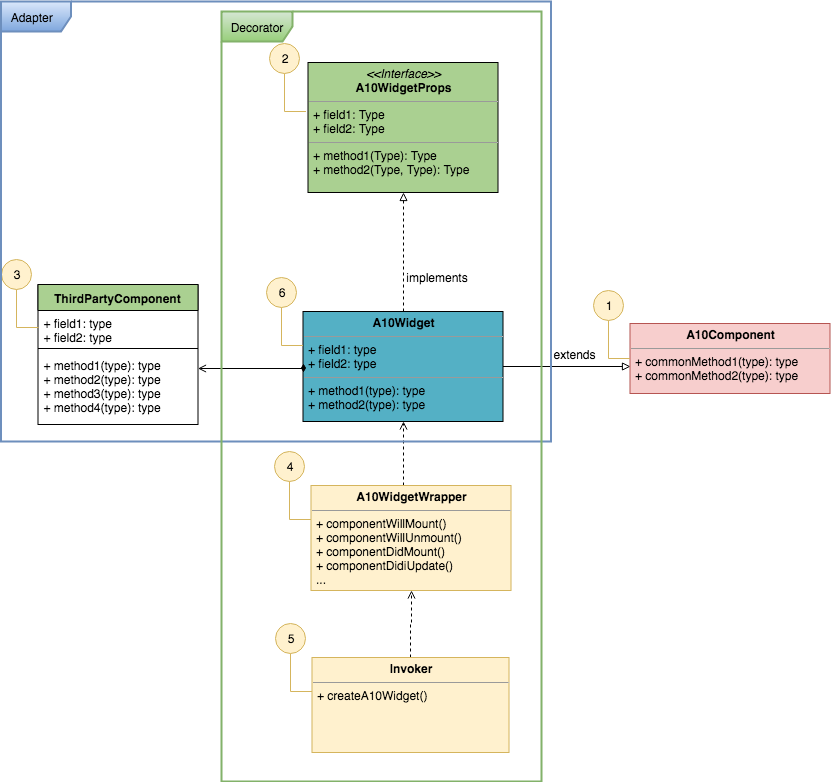 Adapter
Decorator
2
<<Interface>>
A10WidgetProps
+ field1: Type
+ field2: Type
+ method1(Type): Type
+ method2(Type, Type): Type
implements
3
ThirdPartyComponent
+ field1: type
+ field2: type
+ method1(type): type
+ method2(type): type
+ method3(type): type
+ method4(type): type
6
A10Widget
+ field1: type
+ field2: type
+ method1(type): type
+ method2(type): type
extends
1
A10Component
+ commonMethod1(type): type
+ commonMethod2(type): type
4
A10WidgetWrapper
+ componentWillMount()
+ componentWillUnmount()
+ componentDidMount()
+ componentDidiUpdate()
...
5
Invoker
+ createA10Widget()